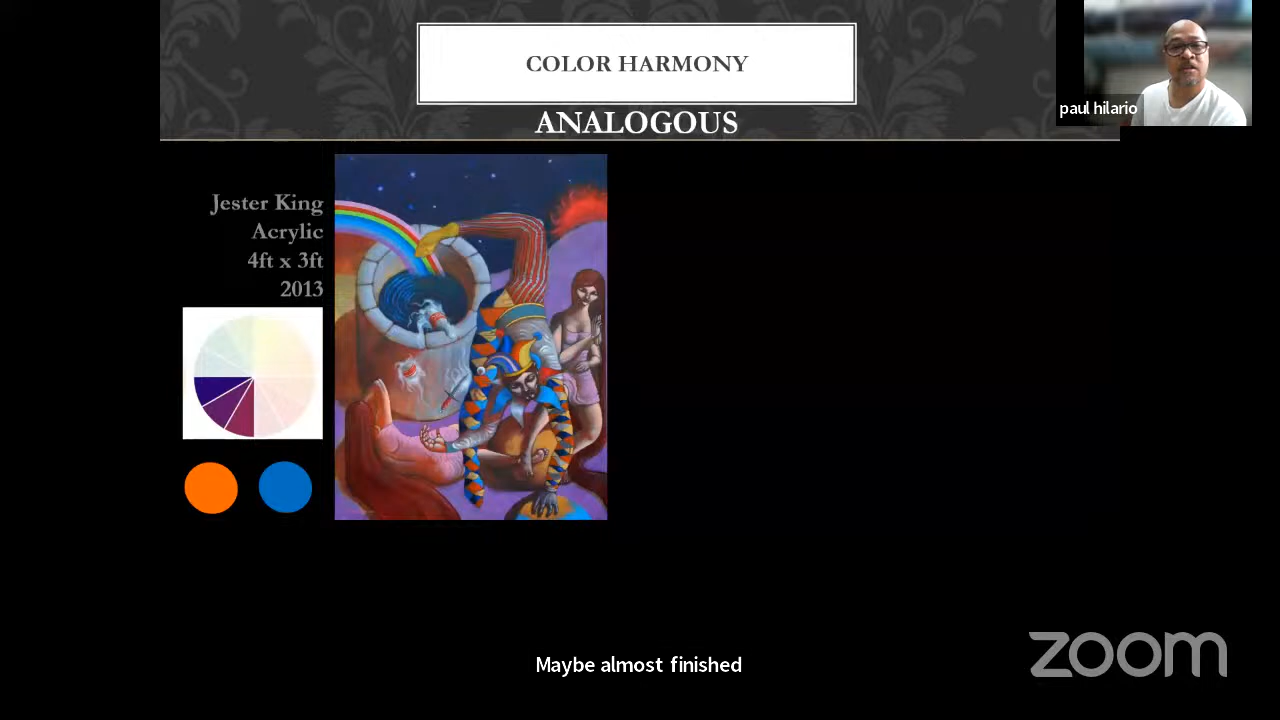 COLOR HARMONY
ANALOGOUS
paul hilario
Jester King
Acrylic
4ft x 3ft
2013
Maybe almost finished
zoom